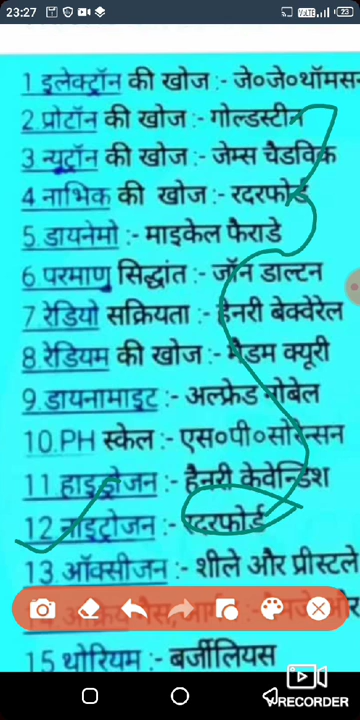 23:27
VoLTE
23
1 इलेक्ट्रॉन की खोज :- जे०जे०थॉमसन
2.प्रोटॉन की खोज :- गोल्डस्टीन
3.न्यूट्रॉन की खोज :- जेम्स चैडविक
4.नाभिक की खोज :- रदरफोर्ड
5.डायनेमो :- माइकेल फैराडे
6.परमाणु सिद्धांत :- जॉन डाल्टन
7.रेडियो सक्रियता :- हैनरी बेक्वेरेल
8.रेडियम की खोज :- मैडम क्यूरी
9.डायनामाइट :- अल्फ्रेड नोबेल
10.PH स्केल :- एस०पी०सोरेन्सन
11.हाइड्रोजन :- हैनरी केवेन्डिश
12.नाइट्रोजन :- रदरफोर्ड
13.ऑक्सीजन :- शीले और प्रीस्टले
15 थोरियम :- बर्जीलियस
RECORDER